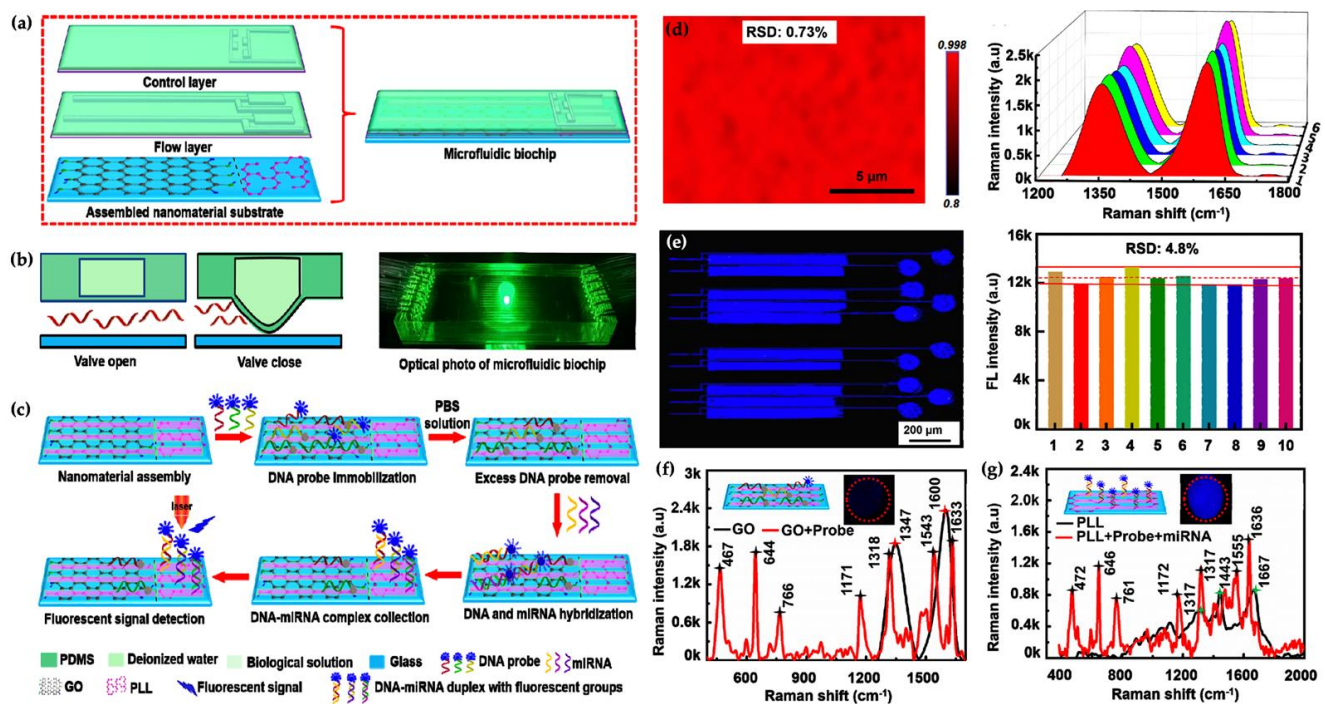 (a)
Control layer
Flow layer
Assembled nanomaterial substrate
Microfluidic biochip
(b)
Valve open
Valve close
Optical photo of microfluidic biochip
(c)
PBS
solution
Nanomaterial assembly
DNA probe immobilization
Excess DNA probe removal
laser
Fluorescent signal detection
DNA-miRNA complex collection
DNA and miRNA hybridization
PDMS
Deionized water
Biological solution
Glass
DNA probe
miRNA
GO
PLL
Fluorescent signal
DNA-miRNA duplex with fluorescent groups
(d)
RSD: 0.73%
5 μm
0.998
0.8
Raman intensity (a.u)
2.5k
2k
1.5k
1k
0.5k
0k
1200
1350
1500
1650
1800
Raman shift (cm-1)
6
5
4
3
2
1
(e)
200 μm
RSD: 4.8%
FL intensity (a.u)
16k
12k
8k
4k
0k
1 2 3 4 5 6 7 8 9 10
(f)
Raman intensity (a.u)
3k
2.4k
1.8k
1.2k
0.6k
0k
GO
GO+Probe
467
644
766
1171
1318
1347
1543
1600
1633
600
900
1200
1500
Raman shift (cm-1)
(g)
Raman intensity (a.u)
2.4k
2.0k
1.6k
1.2k
0.8k
0.4k
0k
PLL
PLL+Probe+miRNA
472
646
761
1172
1317
1317
1443
1555
1636
1667
400
800
1200
1600
2000
Raman shift (cm-1)